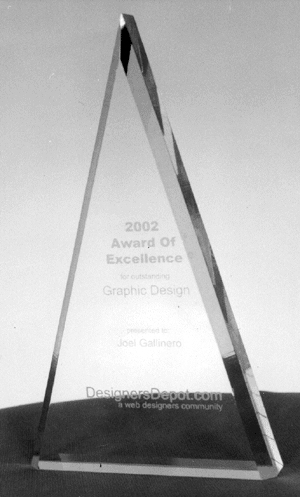 2002
Award Of
Excellence
for outstanding
Graphic Design
presented to:
Joel Gallinero
DesignersDepot.com
a web designers community